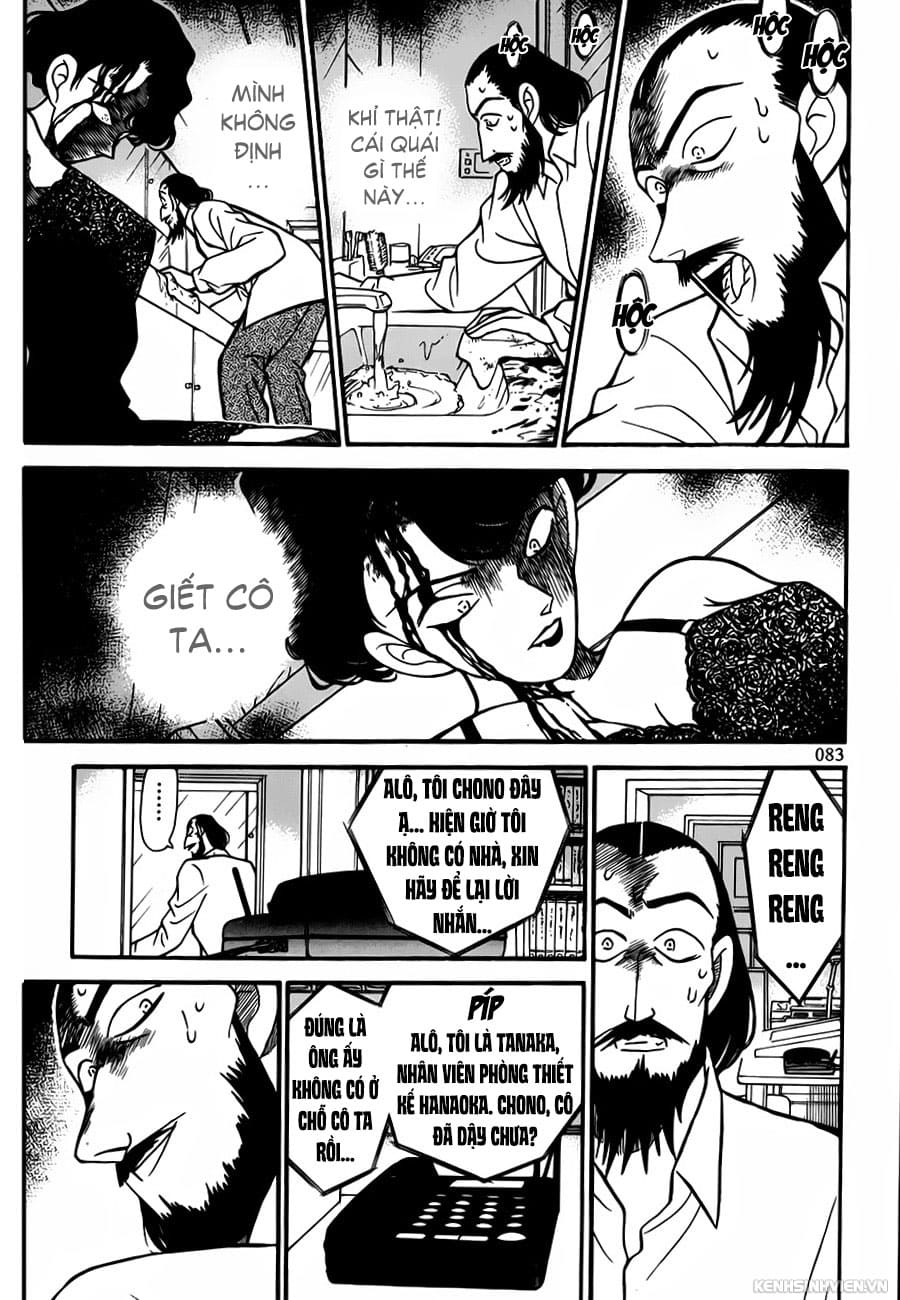 HỘC
HỘC
HỘC
HỘC
KHỈ THẬT!
CÁI QUÁI
GÌ THẾ
NÀY...
MÌNH
KHÔNG
ĐỊNH
...
GIẾT CÔ
TA...
083
RENG
RENG
RENG
...
ALÔ, TÔI CHONO ĐÂY
Ạ... HIỆN GIỜ TÔI
KHÔNG CÓ NHÀ, XIN
HÃY ĐỂ LẠI LỜI
NHẮN...
......
PÍP
ALÔ, TÔI LÀ TANAKA,
NHÂN VIÊN PHÒNG THIẾT
KẾ HANAOKA. CHONO, CÔ
ĐÃ DẬY CHƯA?
ĐÚNG LÀ
ÔNG ẤY
KHÔNG CÓ Ở
CHỖ CÔ TA
RỒI...
KENHSINHVIEN.VN